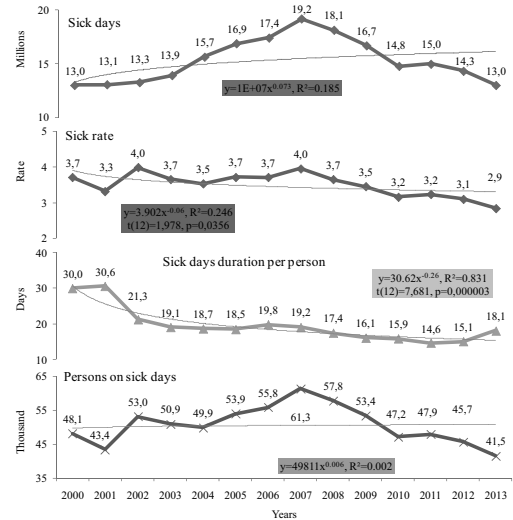 Sick days
Millions
20
15
10
13,0 13,1 13,3 13,9 15,7 16,9 17,4 19,2 18,1 16,7 14,8 15,0 14,3 13,0
y=1E+07x^0.073, R²=0.185
Sick rate
Rate
5
4
3
2
3,7 3,3 4,0 3,7 3,5 3,7 3,7 4,0 3,7 3,5 3,2 3,2 3,1 2,9
y=3.902x^-0.06, R²=0.246
t(12)=1,978, p=0,0356
Sick days duration per person
Days
40
30
20
10
30,0 30,6 21,3 19,1 18,7 18,5 19,8 19,2 17,4 16,1 15,9 14,6 15,1 18,1
y=30.62x^-0.26, R²=0.831
t(12)=7,681, p=0,000003
Persons on sick days
Thousand
65
55
45
35
48,1 43,4 53,0 50,9 49,9 53,9 55,8 61,3 57,8 53,4 47,2 47,9 45,7 41,5
y=49811x^0.006, R²=0.002
2000 2001 2002 2003 2004 2005 2006 2007 2008 2009 2010 2011 2012 2013
Years